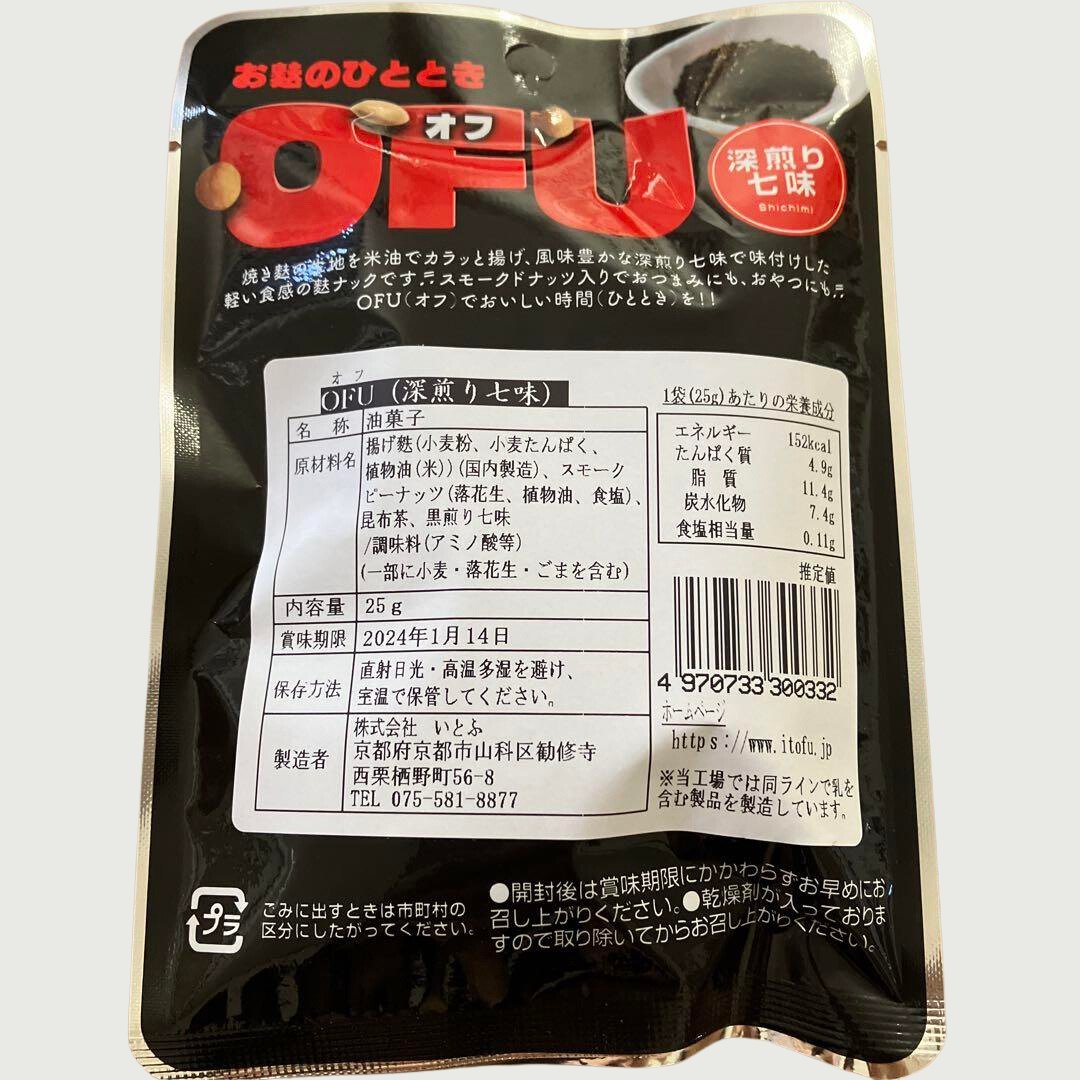 お麩のひととき
オフ
OFU
深煎り
七味
Shichimi
焼き麩の生地を米油でカラッと揚げ、風味豊かな深煎り七味で味付けした
軽い食感の麩ナックです♬スモークドナッツ入りでおつまみにも、おやつにも♬
OFU(オフ)でおいしい時間(ひととき)を!!
オフ
OFU (深煎り七味)
名 称 油菓子
原材料名 揚げ麩(小麦粉、小麦たんぱく、
植物油(米))(国内製造)、スモーク
ピーナッツ(落花生、植物油、食塩)、
昆布茶、黒煎り七味
/調味料(アミノ酸等)
(一部に小麦・落花生・ごまを含む)
内容量 25g
賞味期限 2024年1月14日
保存方法 直射日光・高温多湿を避け、
室温で保管してください。
製造者 株式会社 いとふ
京都府京都市山科区勧修寺
西栗栖野町56-8
TEL 075-581-8877
1袋(25g)あたりの栄養成分
エネルギー 152kcal
たんぱく質 4.9g
脂 質 11.4g
炭水化物 7.4g
食塩相当量 0.11g
推定値
4 970733 300332
ホームページ
https://www.itofu.jp
※当工場では同ラインで乳を
含む製品を製造しています。
プラ
ごみに出すときは市町村の
区分にしたがってください。
●開封後は賞味期限にかかわらずお早めにお
召し上がりください。●乾燥剤が入っておりま
すので取り除いてからお召し上がりください。